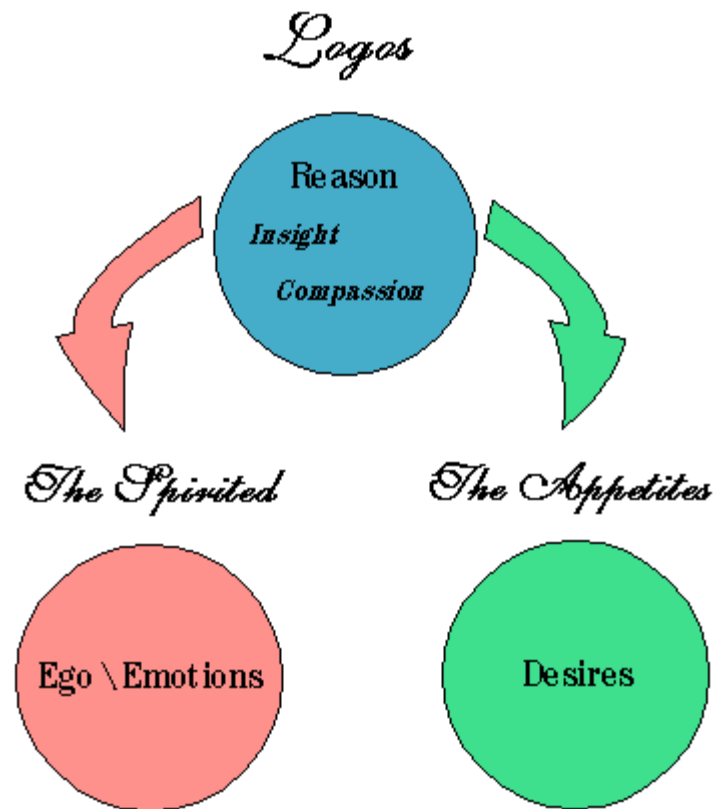 Logos
Reason
Insight
Compassion
The Spirited
The Appetites
Ego \ Emotions
Desires